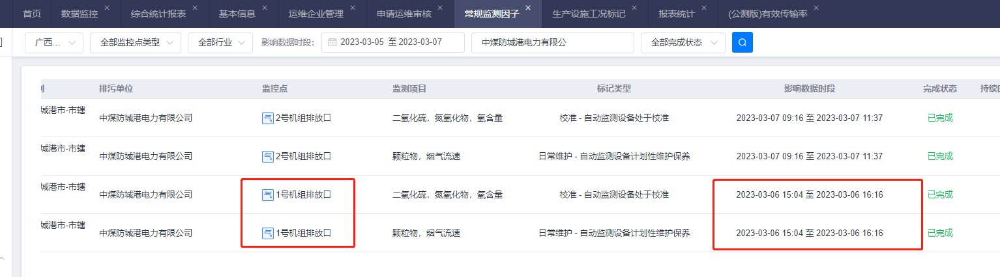 首页 数据监控 综合统计报表 基本信息 运维企业管理 申请运维审核 常规监测因子 生产设施工况标记 报表统计 (公测版)有效传输率
广西... 全部监控点类型 全部行业 影响数据时段: 2023-03-05 至 2023-03-07 中煤防城港电力有限公 全部完成状态
排污单位 监控点 监测项目 标记类型 影响数据时段 完成状态 持续
城港市-市辖
中煤防城港电力有限公司 气 2号机组排放口 二氧化硫，氮氧化物，氧含量 校准 - 自动监测设备处于校准 2023-03-07 09:16 至 2023-03-07 11:37 已完成
城港市-市辖
中煤防城港电力有限公司 气 2号机组排放口 颗粒物，烟气流速 日常维护 - 自动监测设备计划性维护保养 2023-03-07 09:16 至 2023-03-07 11:37 已完成
城港市-市辖
中煤防城港电力有限公司 气 1号机组排放口 二氧化硫，氮氧化物，氧含量 校准 - 自动监测设备处于校准 2023-03-06 15:04 至 2023-03-06 16:16 已完成
城港市-市辖
中煤防城港电力有限公司 气 1号机组排放口 颗粒物，烟气流速 日常维护 - 自动监测设备计划性维护保养 2023-03-06 15:04 至 2023-03-06 16:16 已完成